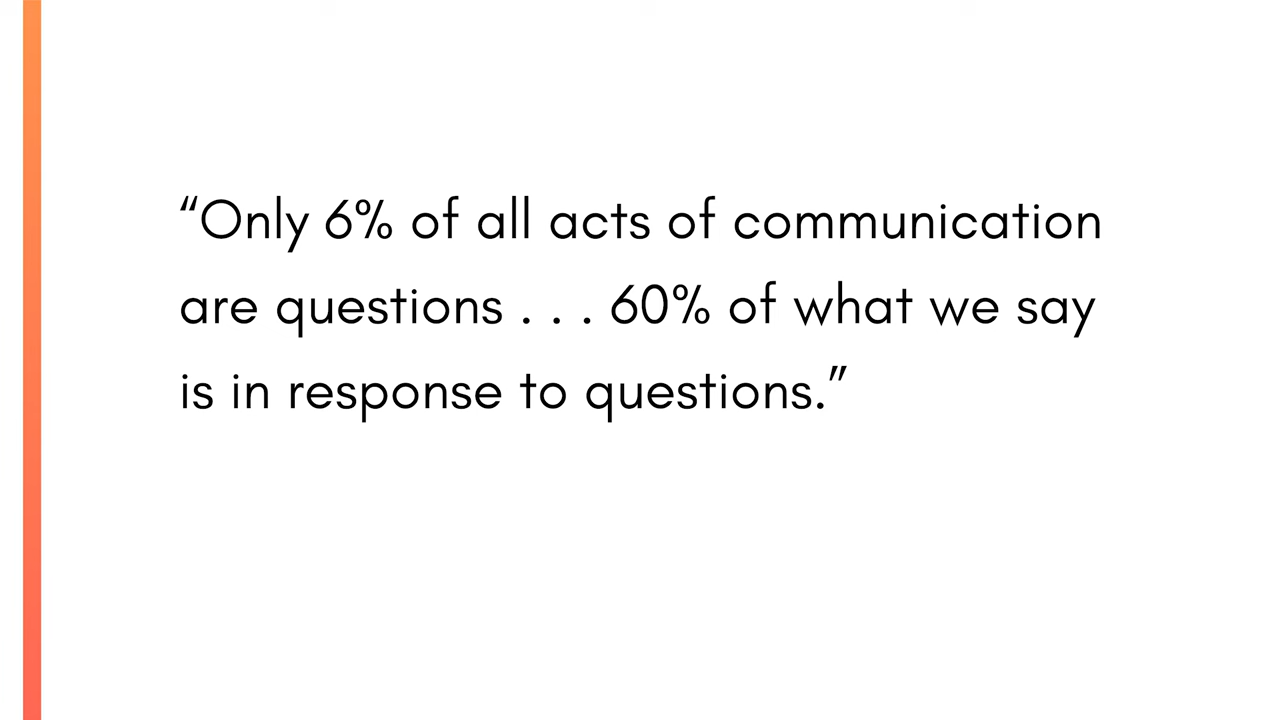 “Only 6% of all acts of communication
are questions . . . 60% of what we say
is in response to questions.”